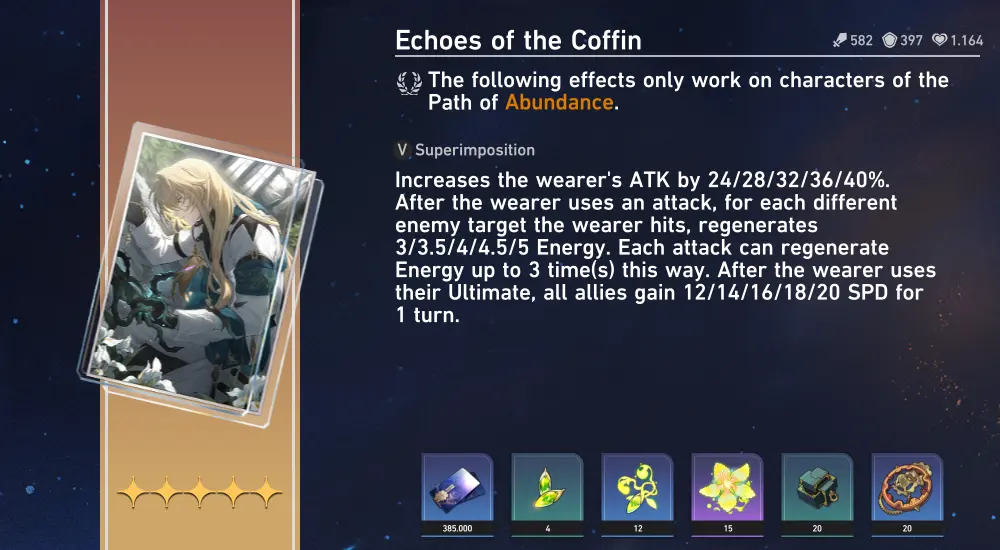 Echoes of the Coffin
582 397 1.164
The following effects only work on characters of the
Path of Abundance.
V Superimposition
Increases the wearer's ATK by 24/28/32/36/40%.
After the wearer uses an attack, for each different
enemy target the wearer hits, regenerates
3/3.5/4/4.5/5 Energy. Each attack can regenerate
Energy up to 3 time(s) this way. After the wearer uses
their Ultimate, all allies gain 12/14/16/18/20 SPD for
1 turn.
385.000 4 12 15 20 20